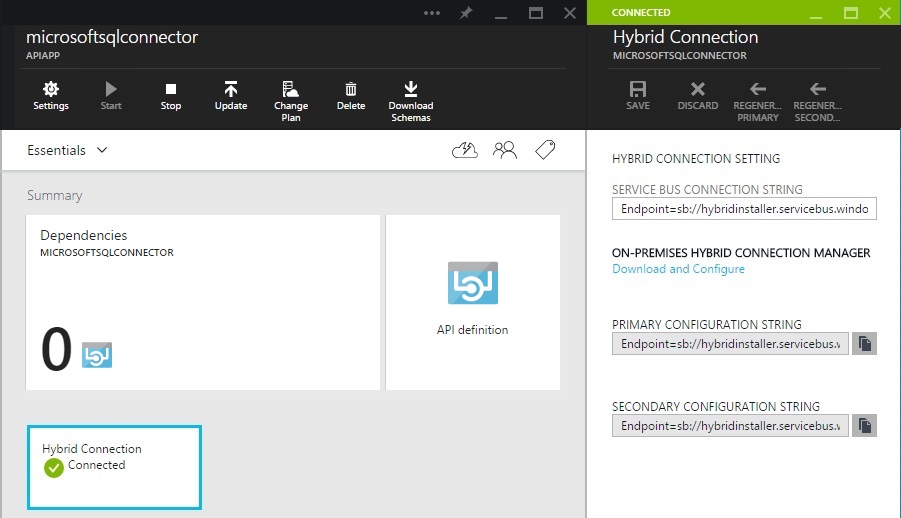 microsoftsqlconnector
APIAPP
Settings
Start
Stop
Update
Change
Plan
Delete
Download
Schemas
Essentials
Summary
Dependencies
MICROSOFTSQLCONNECTOR
0
API definition
Hybrid Connection
Connected
CONNECTED
Hybrid Connection
MICROSOFTSQLCONNECTOR
SAVE
DISCARD
REGENER...
PRIMARY
REGENER...
SECOND...
HYBRID CONNECTION SETTING
SERVICE BUS CONNECTION STRING
Endpoint=sb://hybridinstaller.servicebus.windo
ON-PREMISES HYBRID CONNECTION MANAGER
Download and Configure
PRIMARY CONFIGURATION STRING
Endpoint=sb://hybridinstaller.servicebus.w
SECONDARY CONFIGURATION STRING
Endpoint=sb://hybridinstaller.servicebus.w